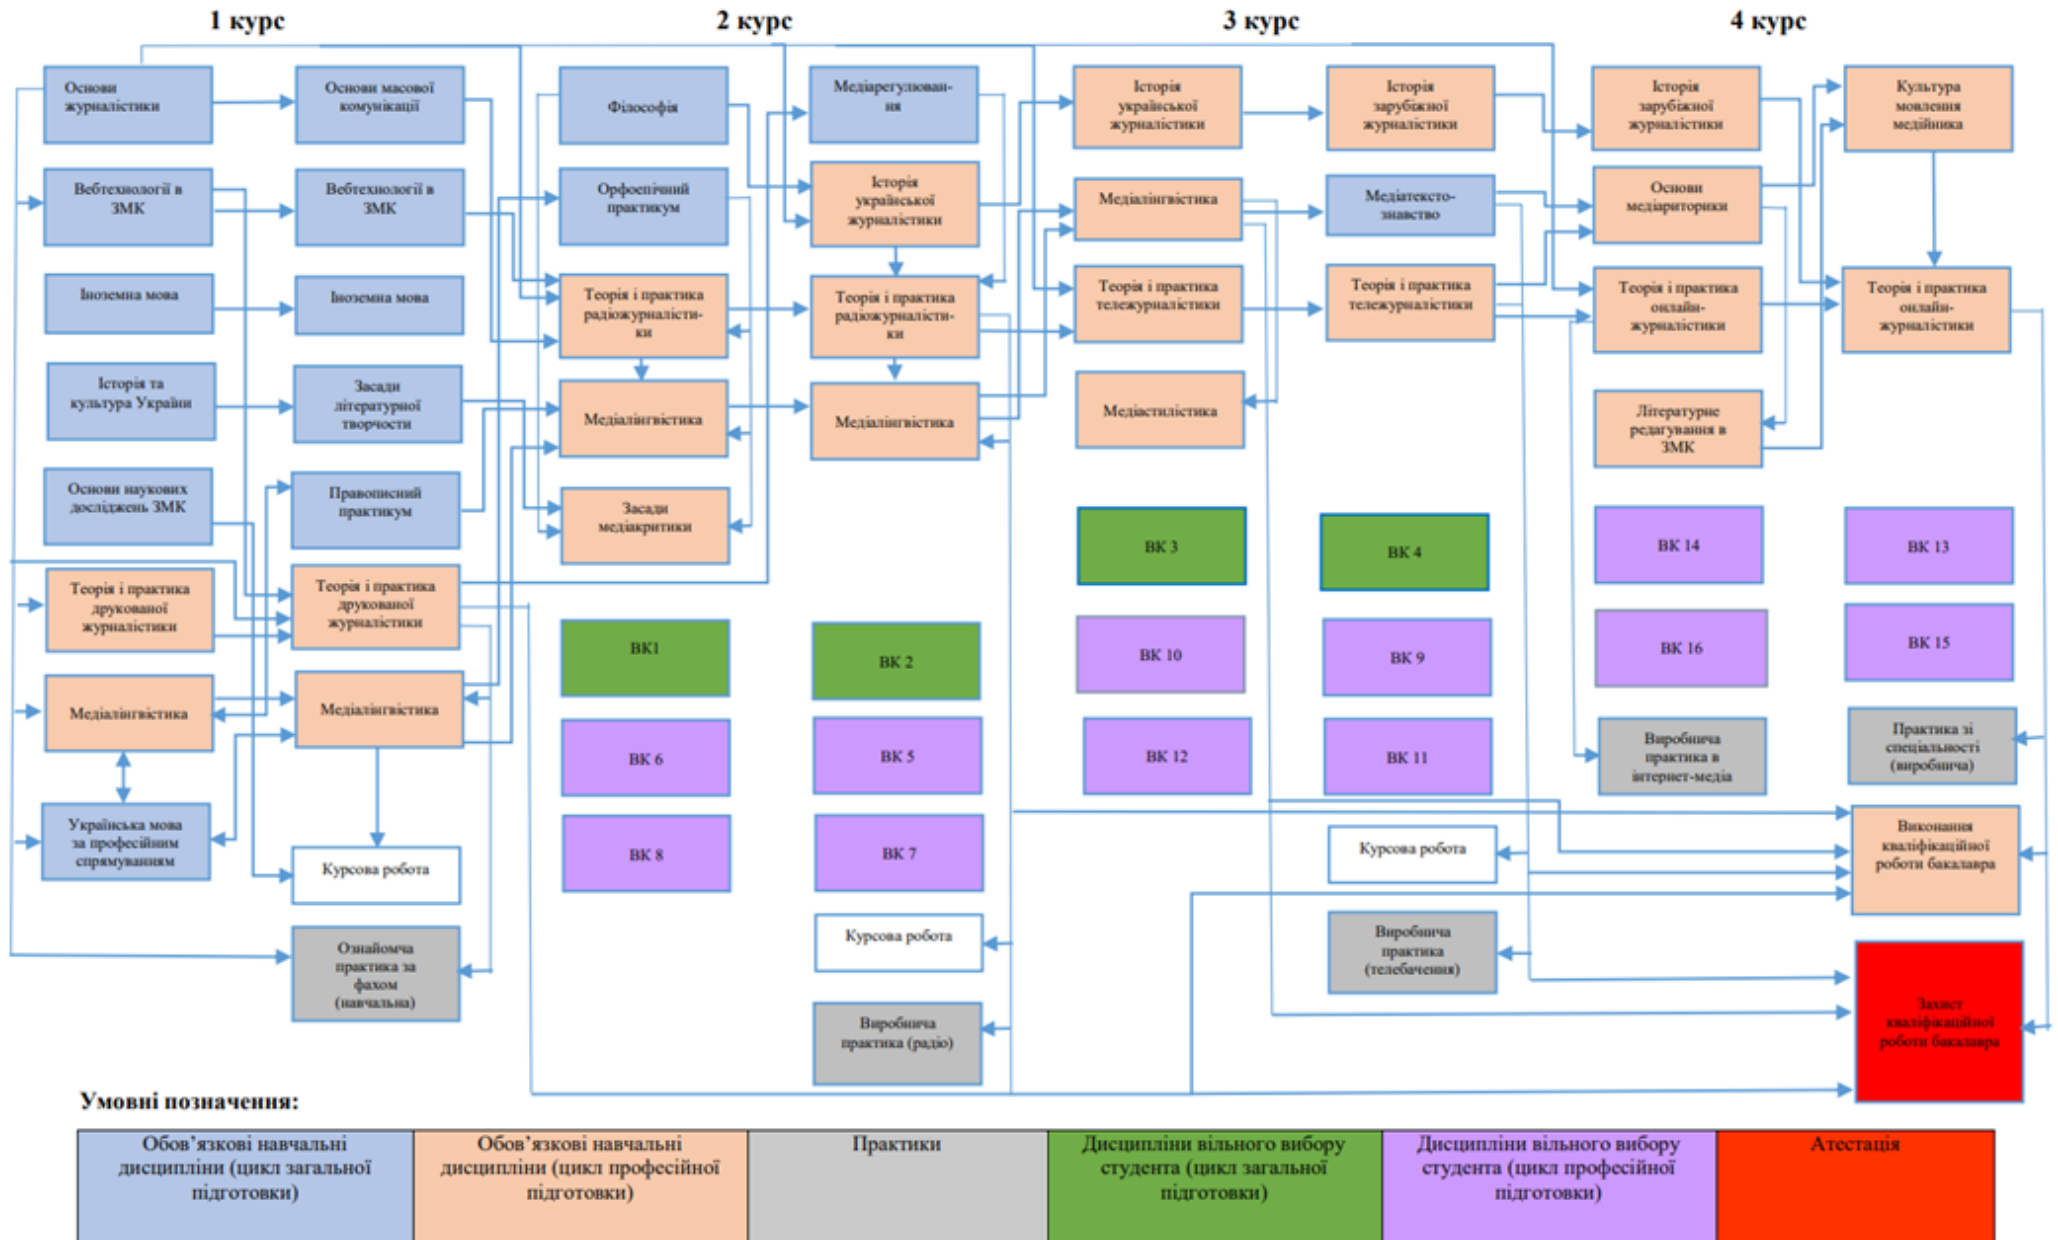 1 курс
2 курс
3 курс
4 курс
Основи
журналістики
Вебтехнології в
ЗМК
Іноземна мова
Історія та
культура України
Основи наукових
досліджень ЗМК
Теорія і практика
друкованої
журналістики
Медіалінгвістика
Українська мова
за професійним
спрямуванням
Основи масової
комунікації
Вебтехнології в
ЗМК
Іноземна мова
Засади
літературної
творчости
Правописний
практикум
Теорія і практика
друкованої
журналістики
Медіалінгвістика
Курсова робота
Ознайомча
практика за
фахом
(навчальна)
Філософія
Орфоепічний
практикум
Теорія і практика
радіожурналісти-
ки
Медіалінгвістика
Засади
медіакритики
ВК1
ВК 6
ВК 8
Медіарегулюван-
ня
Історія
української
журналістики
Теорія і практика
радіожурналісти-
ки
Медіалінгвістика
ВК 2
ВК 5
ВК 7
Курсова робота
Виробнича
практика (радіо)
Історія
української
журналістики
Медіалінгвістика
Теорія і практика
тележурналістики
Медіастилістика
ВК 3
ВК 10
ВК 12
Історія
зарубіжної
журналістики
Медіатексто-
знавство
Теорія і практика
тележурналістики
ВК 4
ВК 9
ВК 11
Курсова робота
Виробнича
практика
(телебачення)
Історія
зарубіжної
журналістики
Основи
медіариторики
Теорія і практика
онлайн-
журналістики
Літературне
редагування в
ЗМК
ВК 14
ВК 16
Виробнича
практика в
інтернет-медіа
Культура
мовлення
медійника
Теорія і практика
онлайн-
журналістики
ВК 13
ВК 15
Практика зі
спеціальності
(виробнича)
Виконання
кваліфікаційної
роботи бакалавра
Захист
кваліфікаційної
роботи бакалавра
Умовні позначення:
Обов’язкові навчальні
дисципліни (цикл загальної
підготовки)
Обов’язкові навчальні
дисципліни (цикл професійної
підготовки)
Практики
Дисципліни вільного вибору
студента (цикл загальної
підготовки)
Дисципліни вільного вибору
студента (цикл професійної
підготовки)
Атестація